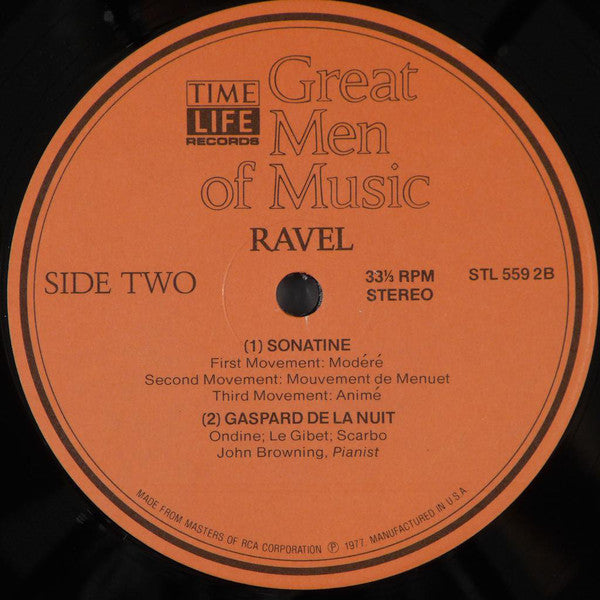 TIME
LIFE
RECORDS
Great
Men
of Music
RAVEL
SIDE TWO
33⅓ RPM
STEREO
STL 559 2B
(1) SONATINE
First Movement: Modéré
Second Movement: Mouvement de Menuet
Third Movement: Animé
(2) GASPARD DE LA NUIT
Ondine; Le Gibet; Scarbo
John Browning, Pianist
MADE FROM MASTERS OF RCA CORPORATION ℗ 1977. MANUFACTURED IN U.S.A